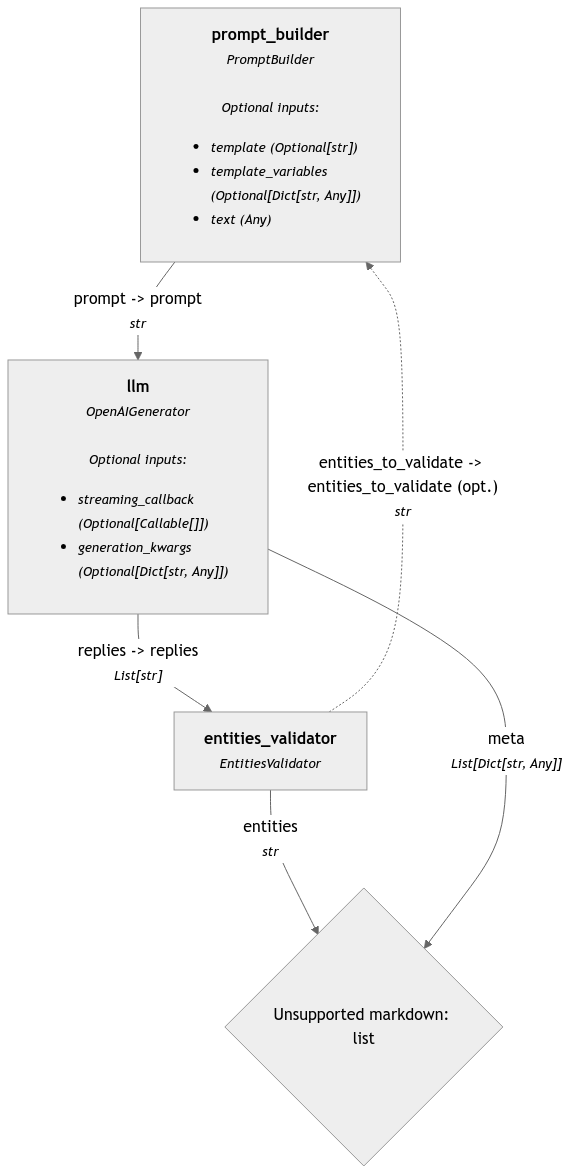 prompt_builder
PromptBuilder
Optional inputs:
• template (Optional[str])
• template_variables
(Optional[Dict[str, Any]])
• text (Any)
prompt -> prompt
str
llm
OpenAIGenerator
Optional inputs:
• streaming_callback
(Optional[Callable[]])
• generation_kwargs
(Optional[Dict[str, Any]])
entities_to_validate ->
entities_to_validate (opt.)
str
replies -> replies
List[str]
entities_validator
EntitiesValidator
meta
List[Dict[str, Any]]
entities
str
Unsupported markdown:
list